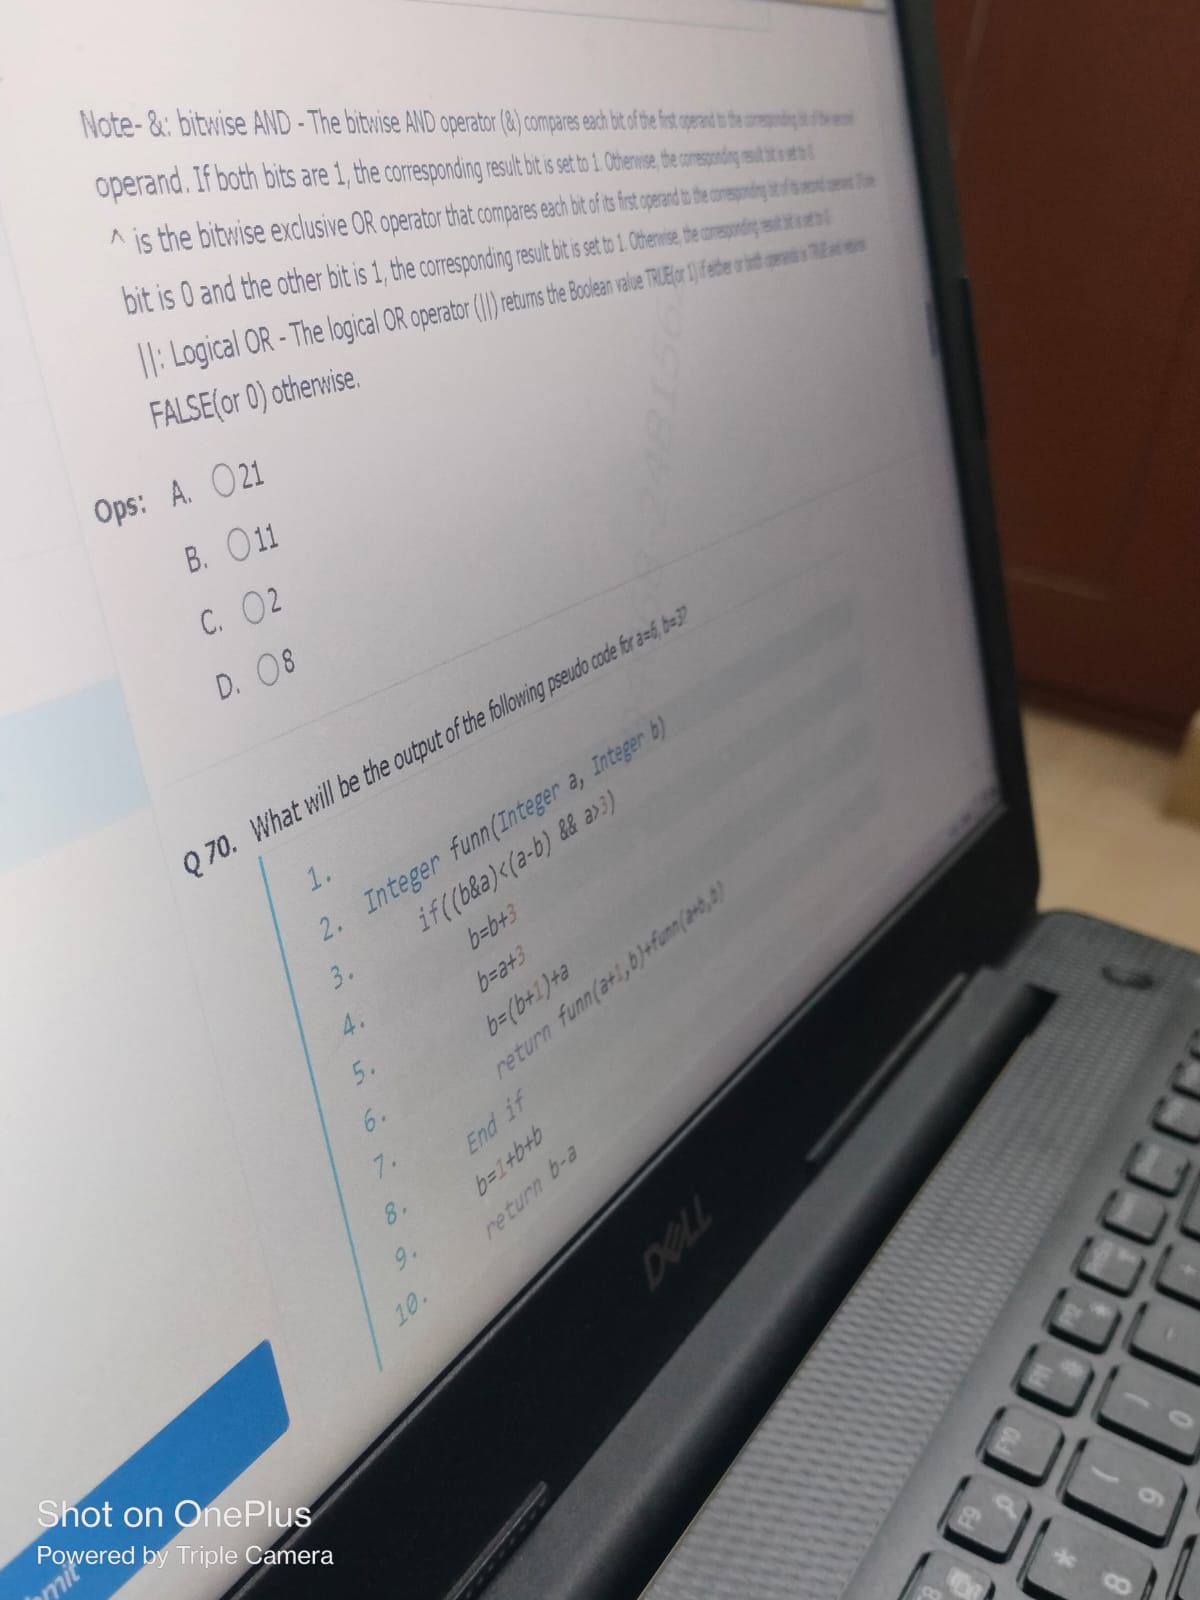 Note- &: bitwise AND - The bitwise AND operator (&) compares each bit of the first operand to the corresponding bit of the second
operand. If both bits are 1, the corresponding result bit is set to 1. Otherwise, the corresponding result bit is set to 0.
^ is the bitwise exclusive OR operator that compares each bit of its first operand to the corresponding bit of its second operand. If one
bit is 0 and the other bit is 1, the corresponding result bit is set to 1. Otherwise, the corresponding result bit is set to 0.
||: Logical OR - The logical OR operator (||) returns the Boolean value TRUE(or 1) if either or both operands is TRUE and returns
FALSE(or 0) otherwise.
Ops: A. 21
B. 11
C. 2
D. 8
Q 70. What will be the output of the following pseudo code for a=6, b=3?
1.
2. Integer funn(Integer a, Integer b)
3. if((b&a)<(a-b) && a>3)
4. b=b+3
5. b=a+3
6. b=(b+1)+a
7. return funn(a+1,b)+funn(a+b,b)
8. End if
9. b=1+b+b
10. return b-a
DELL
mit
Shot on OnePlus
Powered by Triple Camera
F12
F11
F10
F9
F8
+
-
)
0
(
9
*
8